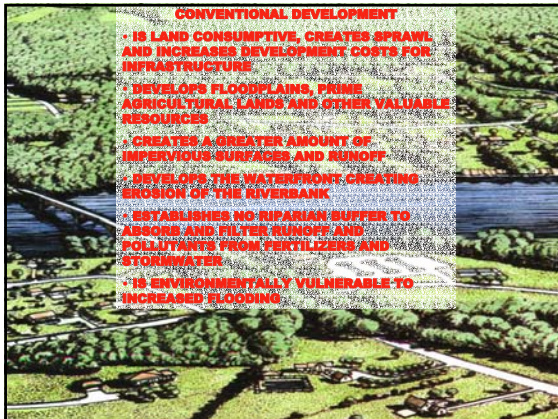 CONVENTIONAL DEVELOPMENT
• IS LAND CONSUMPTIVE, CREATES SPRAWL
AND INCREASES DEVELOPMENT COSTS FOR
INFRASTRUCTURE
• DEVELOPS FLOODPLAINS, PRIME
AGRICULTURAL LANDS AND OTHER VALUABLE
RESOURCES
• CREATES A GREATER AMOUNT OF
IMPERVIOUS SURFACES AND RUNOFF
• DEVELOPS THE WATERFRONT CREATING
EROSION OF THE RIVERBANK
• ESTABLISHES NO RIPARIAN BUFFER TO
ABSORB AND FILTER RUNOFF AND
POLLUTANTS FROM FERTILIZERS AND
STORMWATER
• IS ENVIRONMENTALLY VULNERABLE TO
INCREASED FLOODING